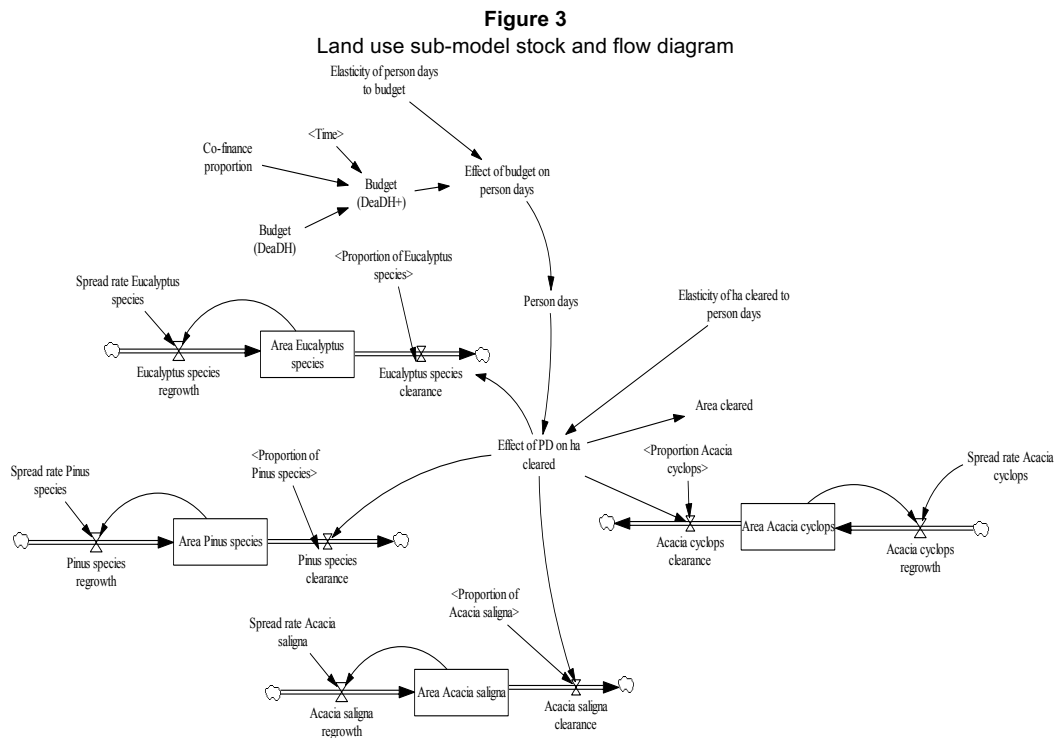 Figure 3
Land use sub-model stock and flow diagram
Elasticity of person days
to budget
<Time>
Co-finance
proportion
Effect of budget on
person days
Budget
(DeaDH+)
Budget
(DeaDH)
<Proportion of Eucalyptus
species>
Spread rate Eucalyptus
species
Person days
Elasticity of ha cleared to
person days
Area Eucalyptus
species
Eucalyptus species
regrowth
Eucalyptus species
clearance
Area cleared
Effect of PD on ha
cleared
<Proportion of
Pinus species>
<Proportion Acacia
cyclops>
Spread rate Acacia
cyclops
Spread rate Pinus
species
Area Pinus species
Area Acacia cyclops
Pinus species
regrowth
Pinus species
clearance
Acacia cyclops
clearance
Acacia cyclops
regrowth
<Proportion of
Acacia saligna>
Spread rate Acacia
saligna
Area Acacia saligna
Acacia saligna
regrowth
Acacia saligna
clearance